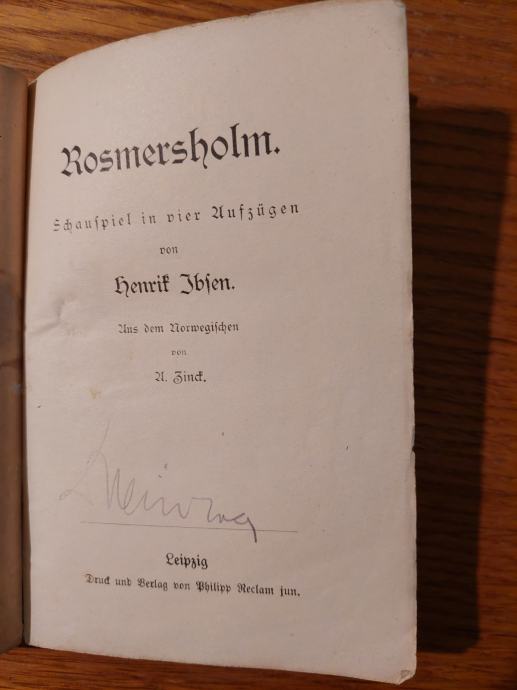 Rosmersholm.
Schauspiel in vier Aufzügen
von
Henrik Ibsen.
Aus dem Norwegischen
von
A. Zinck.
Leipzig
Druck und Verlag von Philipp Reclam jun.